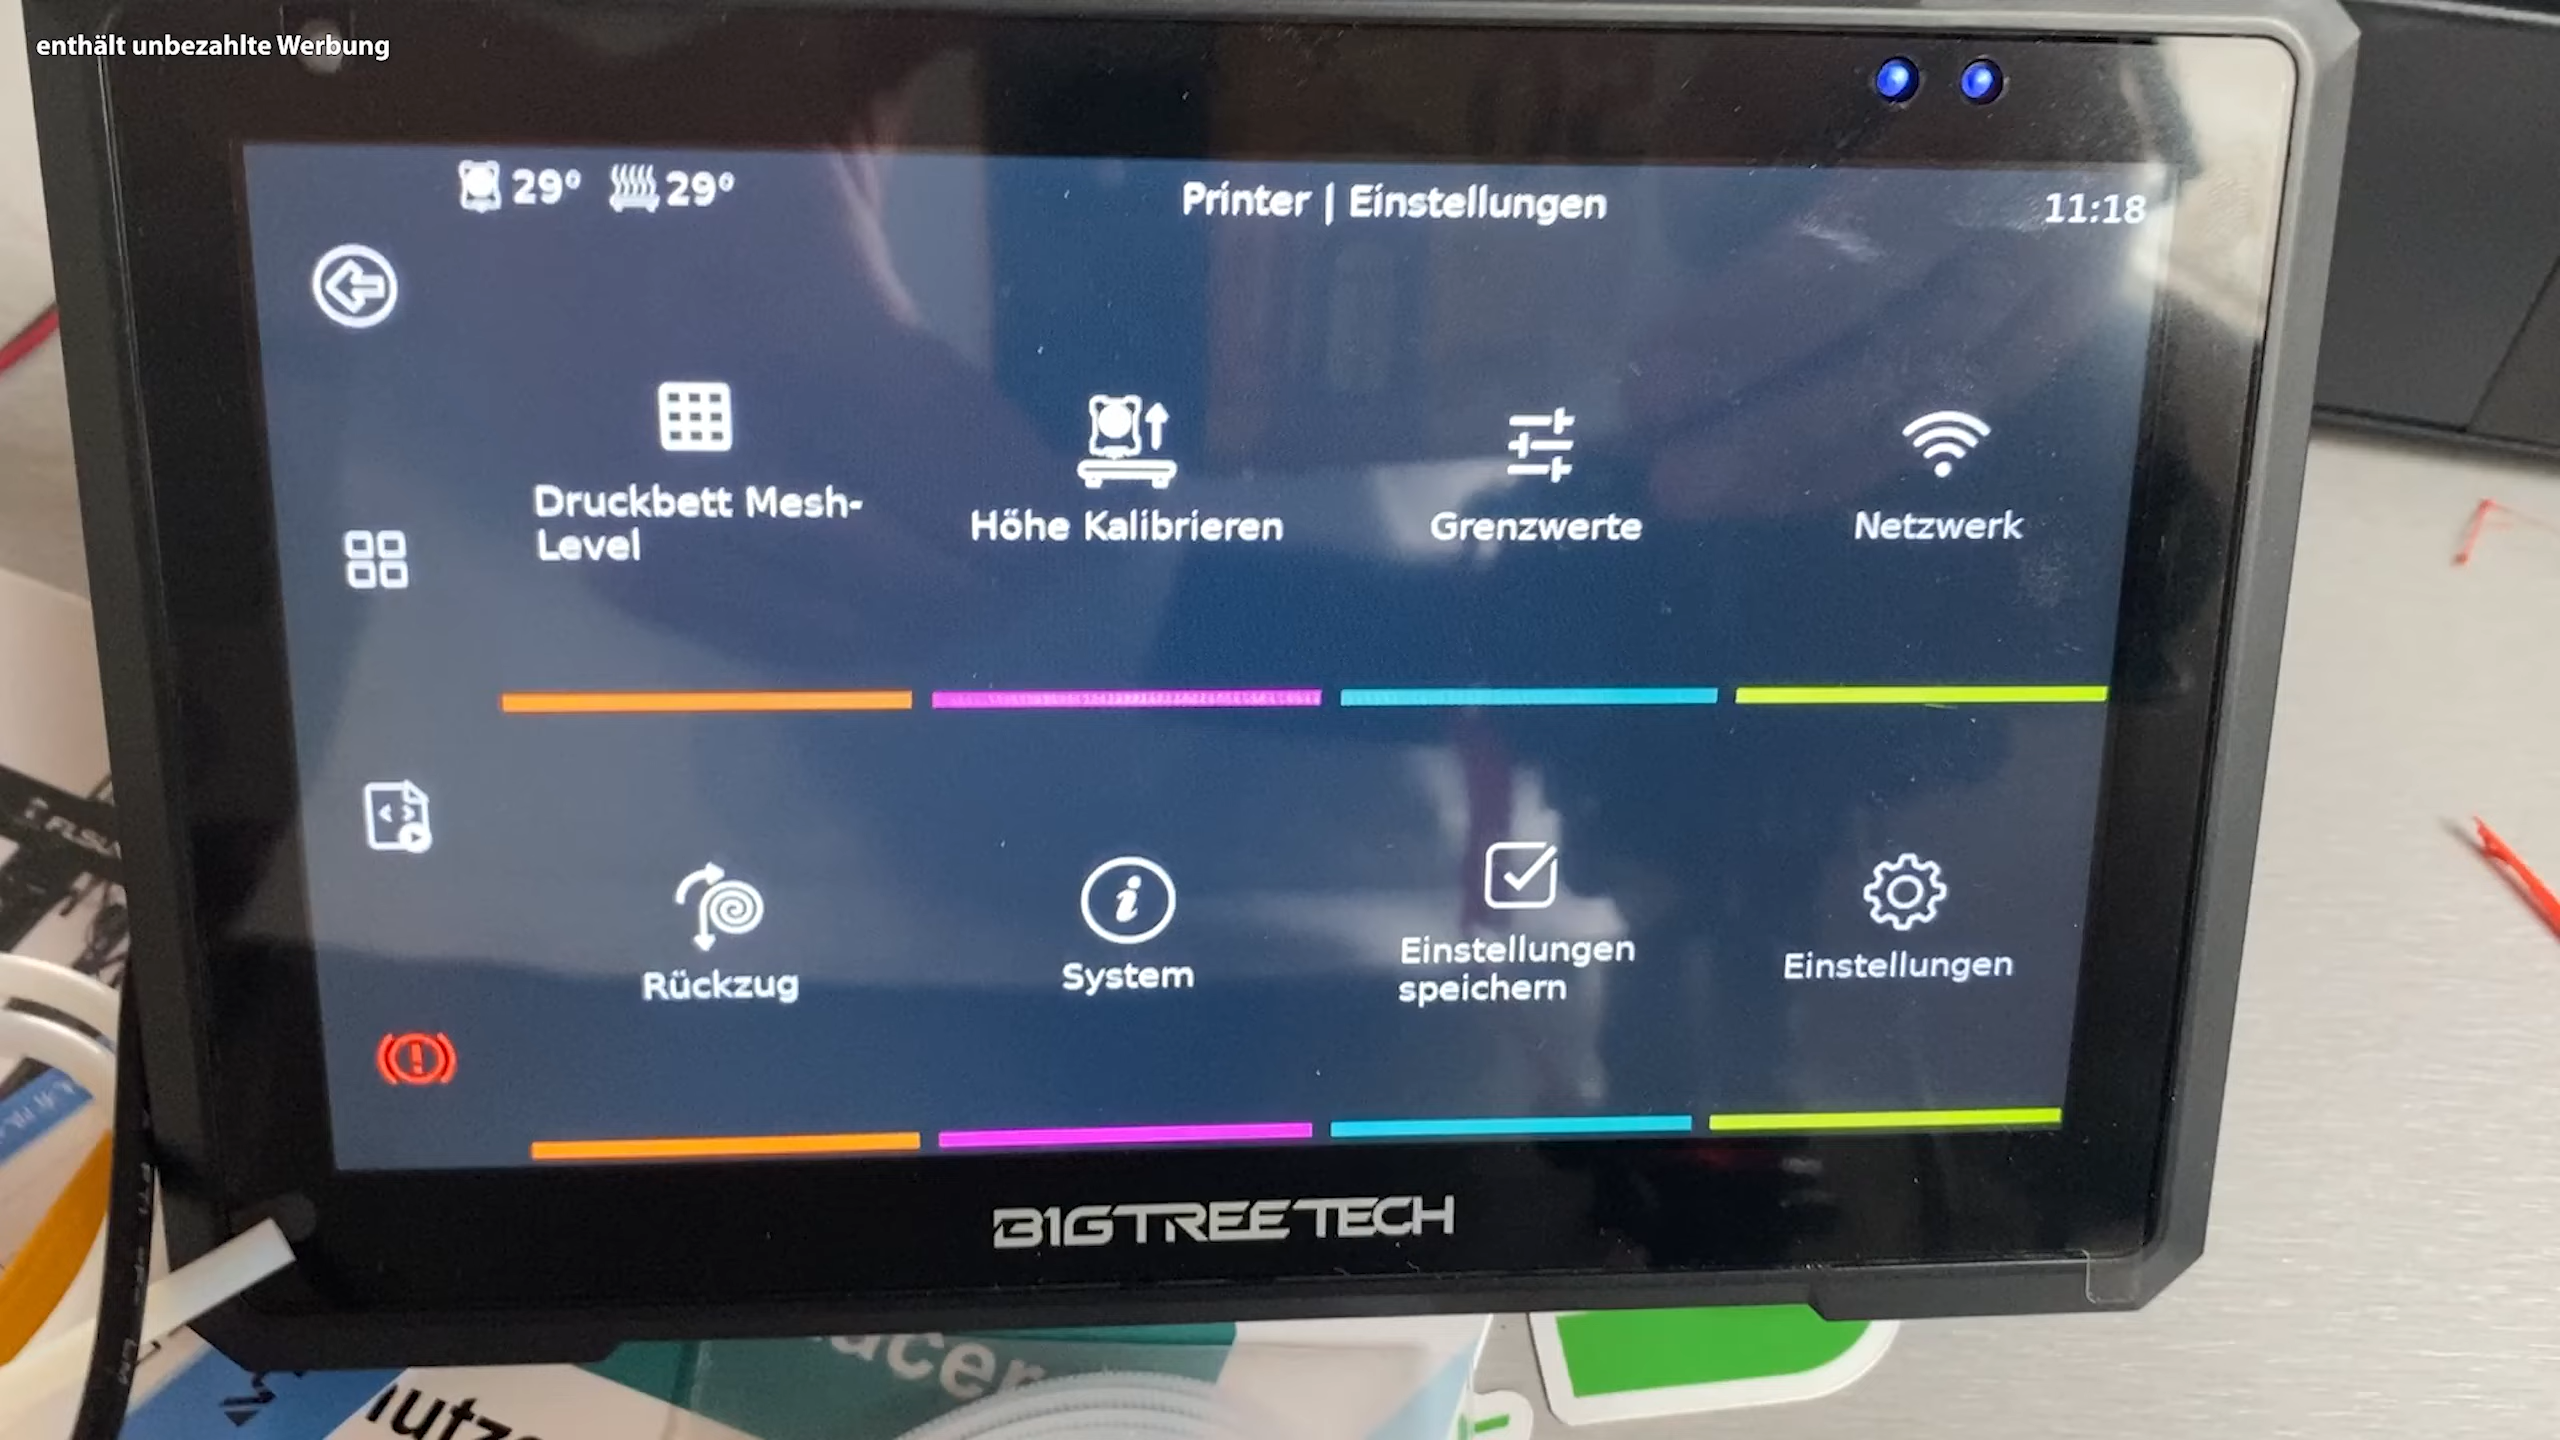 enthält unbezahlte Werbung
29° 29°
Printer | Einstellungen
11:18
Druckbett Mesh-
Level
Höhe Kalibrieren
Grenzwerte
Netzwerk
Rückzug
System
Einstellungen
speichern
Einstellungen
BIGTREETECH